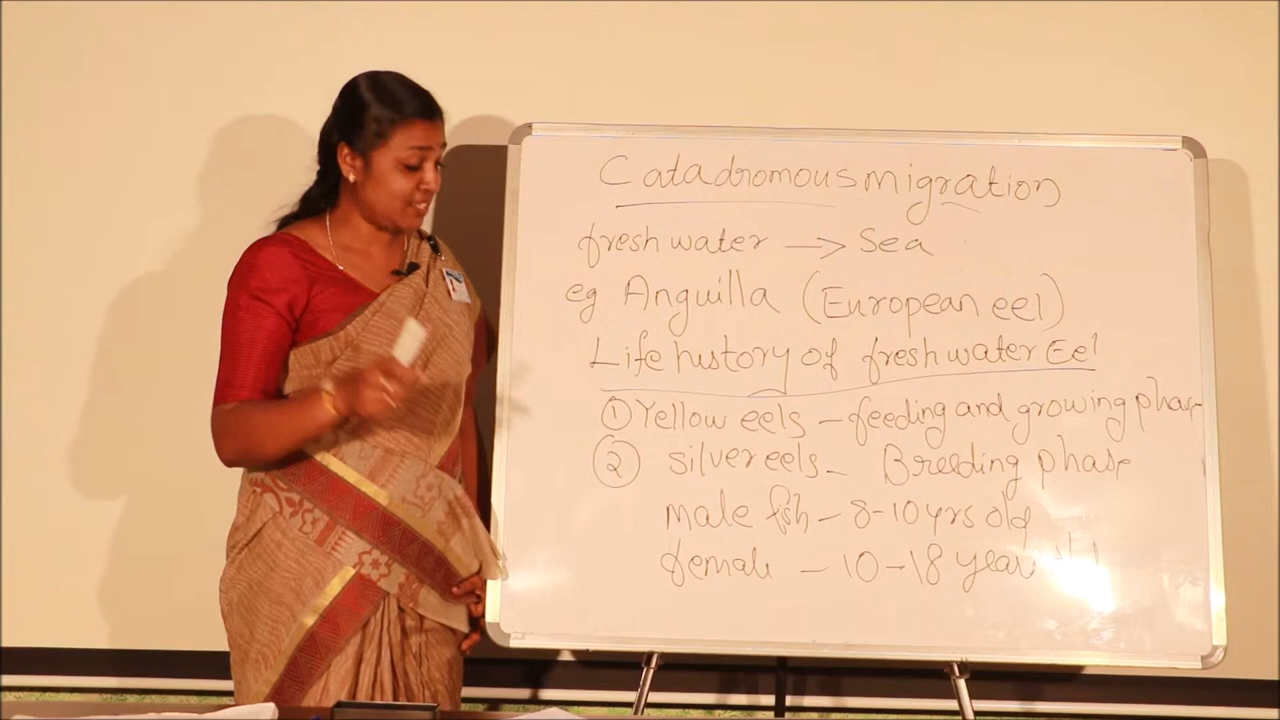 Catadromous migration
fresh water → Sea
eg Anguilla (European eel)
Life history of fresh water Eel
① Yellow eels - feeding and growing phase
② silver eels - Breeding phase
male fish - 8-10 yrs old
female - 10-18 year